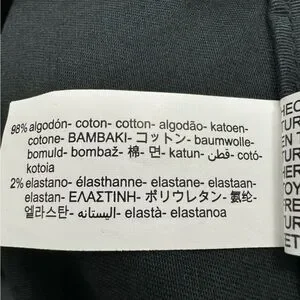 98% algodón- coton- cotton- algodão- katoen-
cotone- ΒΑΜΒΑΚΙ- コットン- baumwolle-
bomuld- bombaž- 棉- 면- katun- قطن- cotó-
kotoia
2% elastano- élasthanne- elastane- elastaan-
elastan- ΕΛΑΣΤΙΝΗ- ポリウレタン- 氨纶-
엘라스탄- اليستانه- elastà- elastanoa